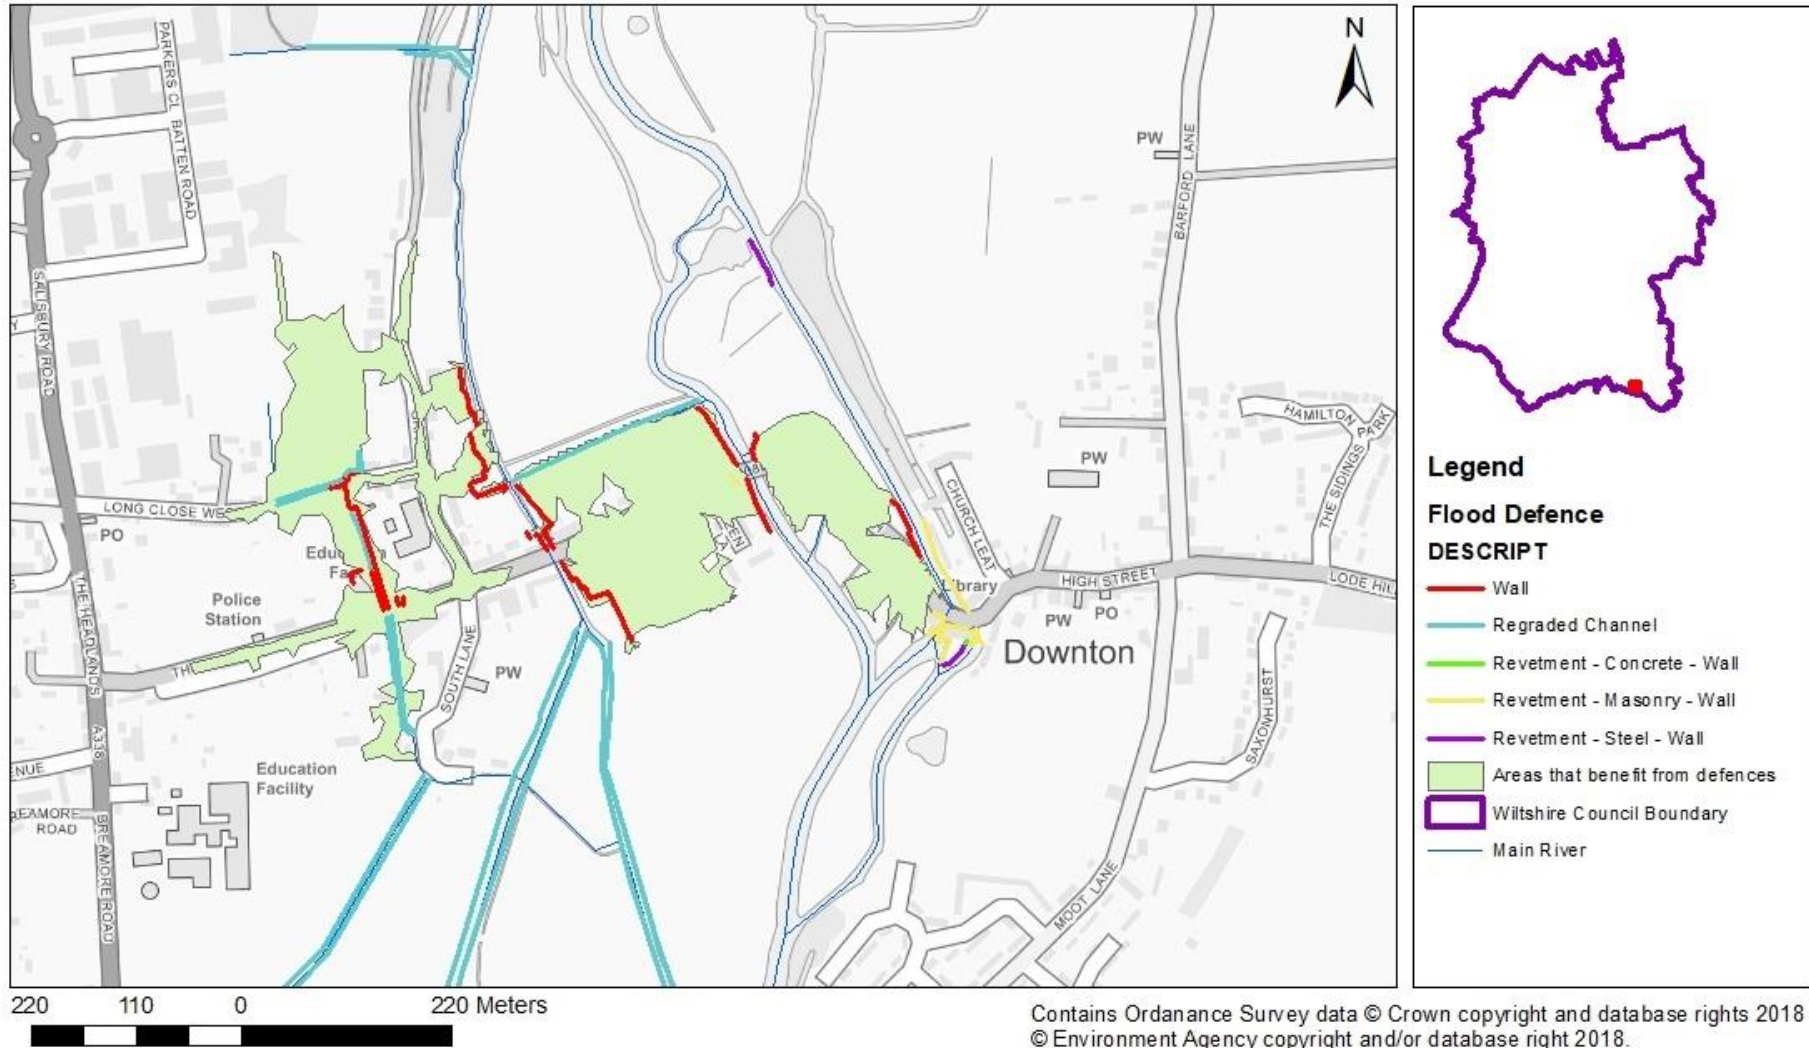 N
PARKERS CL
BATTEN ROAD
SALISBURY ROAD
BARFORD LANE
PW
HAMILTON PARK
THE SIDINGS
PW
CHURCH LEAT
LONG CLOSE WE
PO
Police
Station
THE HEADLANDS
A338
SOUTH LANE
PW
Library
HIGH STREET
LODE HIL
PW
PO
Downton
SAXONHURST
MOOT LANE
ENUE
EAMORE
ROAD
BREAMORE ROAD
Education
Facility
220 110 0 220 Meters
Legend
Flood Defence
DESCRIPT
Wall
Regraded Channel
Revetment - Concrete - Wall
Revetment - Masonry - Wall
Revetment - Steel - Wall
Areas that benefit from defences
Wiltshire Council Boundary
Main River
Contains Ordanance Survey data © Crown copyright and database rights 2018
© Environment Agency copyright and/or database right 2018.